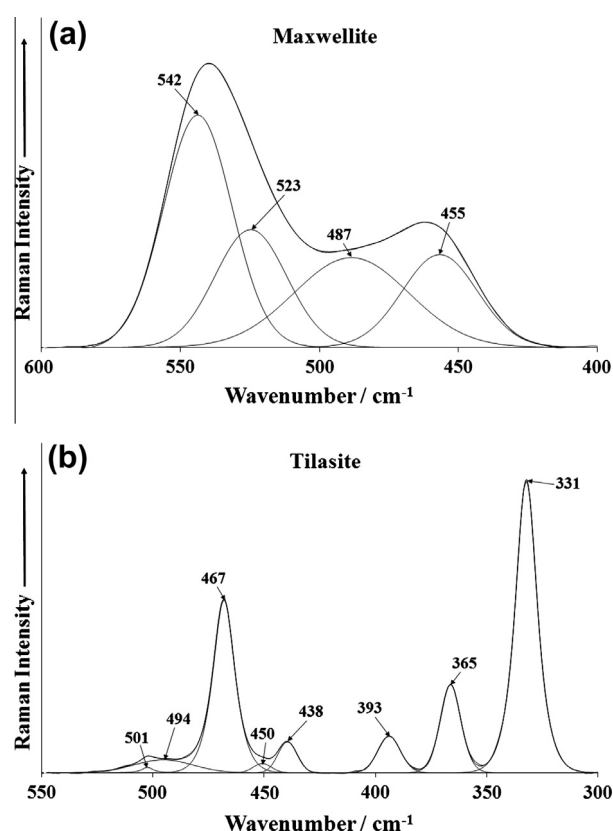 (a)
Maxwellite
542
523
487
455
Raman Intensity
600 550 500 450 400
Wavenumber / cm-1
(b)
Tilasite
331
467
365
393
438
450
494
501
Raman Intensity
550 500 450 400 350 300
Wavenumber / cm-1